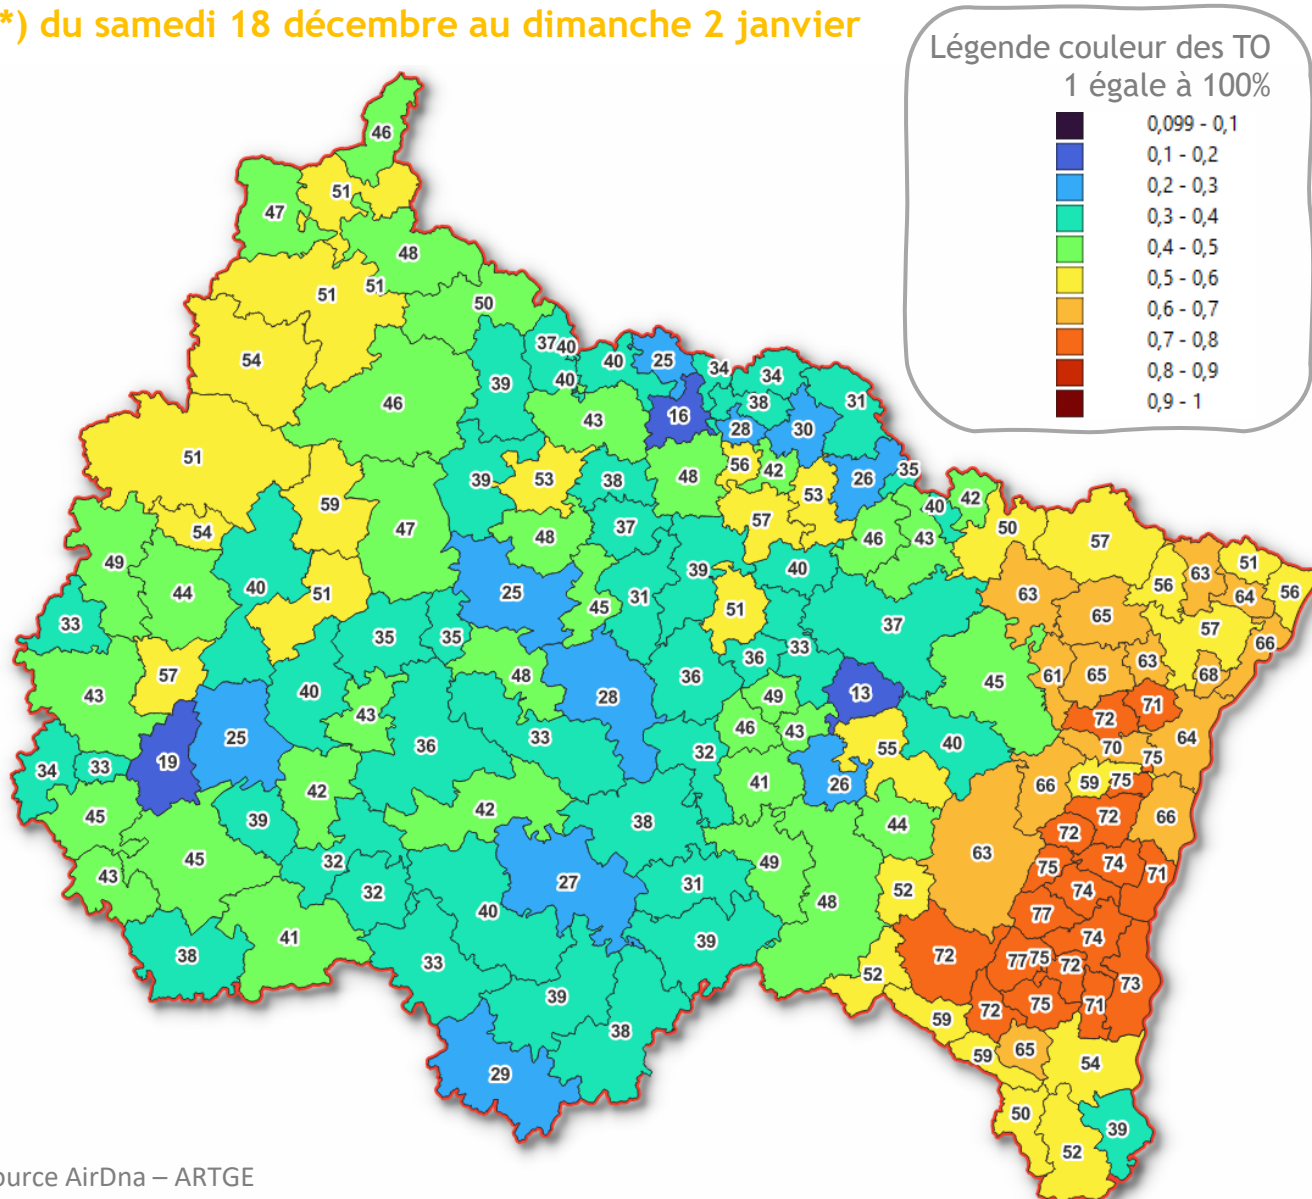 *) du samedi 18 décembre au dimanche 2 janvier
Légende couleur des TO
1 égale à 100%
0,099 - 0,1
0,1 - 0,2
0,2 - 0,3
0,3 - 0,4
0,4 - 0,5
0,5 - 0,6
0,6 - 0,7
0,7 - 0,8
0,8 - 0,9
0,9 - 1
46
51
47
48
51
51
50
37 40
54
40 25 34
40 34
39
46 38 31
43 16
28 30
51 56 42
39 53 38 48 26 35
59 53 42
54 47 37 57 40 50
48 46 43 57
49 51
39 40 56 63
44 40 51 25 45 31 51 63 64 56
33 35 35 37 65 57
36 33 63 66
57 48 36 61 65 68
43 40 28 13 45
43 49 71
25 36 33 46 43 72 64
19 32 55 40 70 75
34 33 26 66 59 75
42 41
45 39 42 38 44 72 66
72
45 32 49 63 74 71
43 32 27 31 52 75 74
40 48 77
41 39 74
38 33 72 77 75 72
52 73
39 72 75 71
38 59
59 65 54
29
50 39
52
ource AirDna – ARTGE